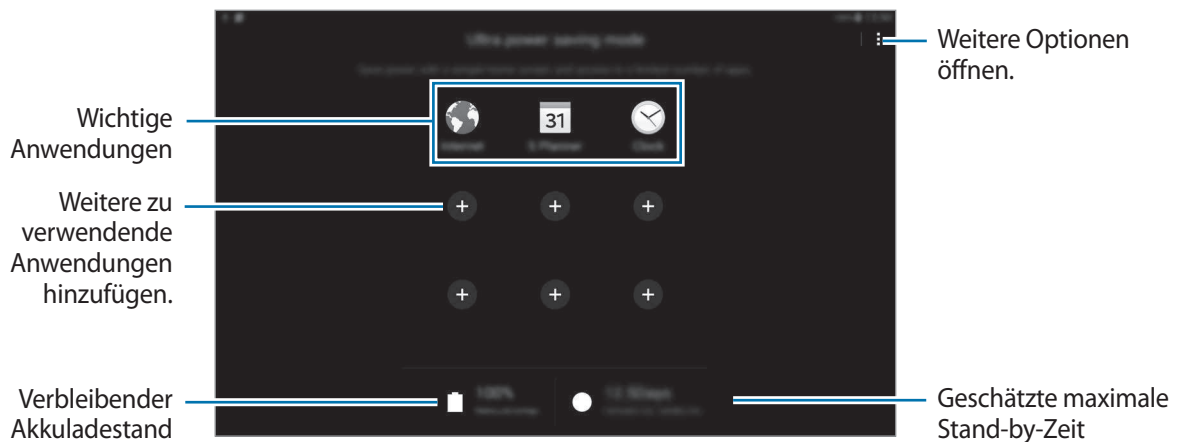 Ultra power saving mode
Weitere Optionen
öffnen.
Wichtige
Anwendungen
31
Internet
S Planner
Clock
Weitere zu
verwendende
Anwendungen
hinzufügen.
Verbleibender
Akkuladestand
100%
Geschätzte maximale
Stand-by-Zeit